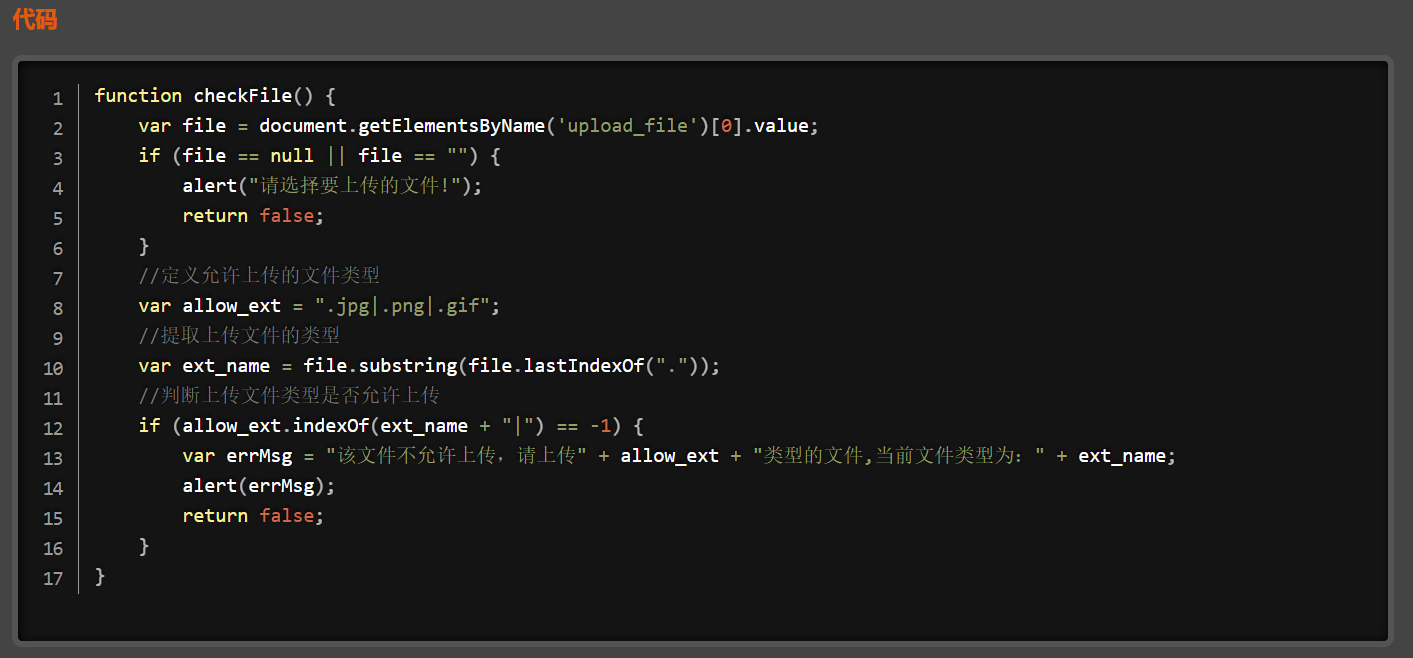 代码
1 function checkFile() {
2     var file = document.getElementsByName('upload_file')[0].value;
3     if (file == null || file == "") {
4         alert("请选择要上传的文件!");
5         return false;
6     }
7     //定义允许上传的文件类型
8     var allow_ext = ".jpg|.png|.gif";
9     //提取上传文件的类型
10     var ext_name = file.substring(file.lastIndexOf("."));
11     //判断上传文件类型是否允许上传
12     if (allow_ext.indexOf(ext_name + "|") == -1) {
13         var errMsg = "该文件不允许上传，请上传" + allow_ext + "类型的文件,当前文件类型为：" + ext_name;
14         alert(errMsg);
15         return false;
16     }
17 }